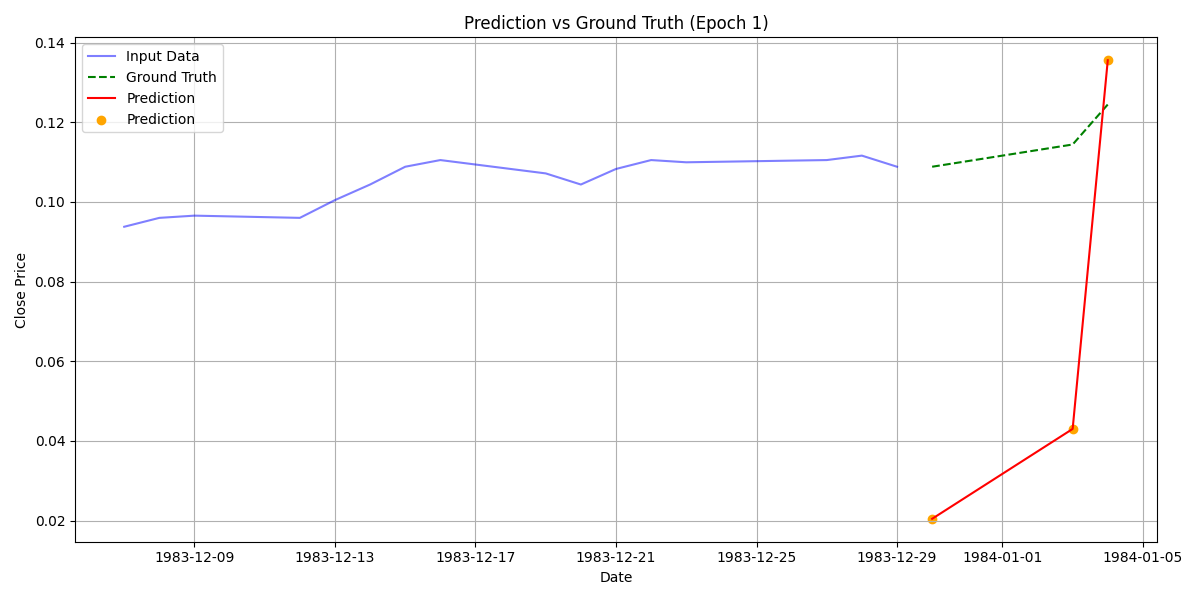 Prediction vs Ground Truth (Epoch 1)
Input Data
Ground Truth
Prediction
Prediction
0.14
0.12
0.10
0.08
0.06
0.04
0.02
Close Price
1983-12-09
1983-12-13
1983-12-17
1983-12-21
1983-12-25
1983-12-29
1984-01-01
1984-01-05
Date